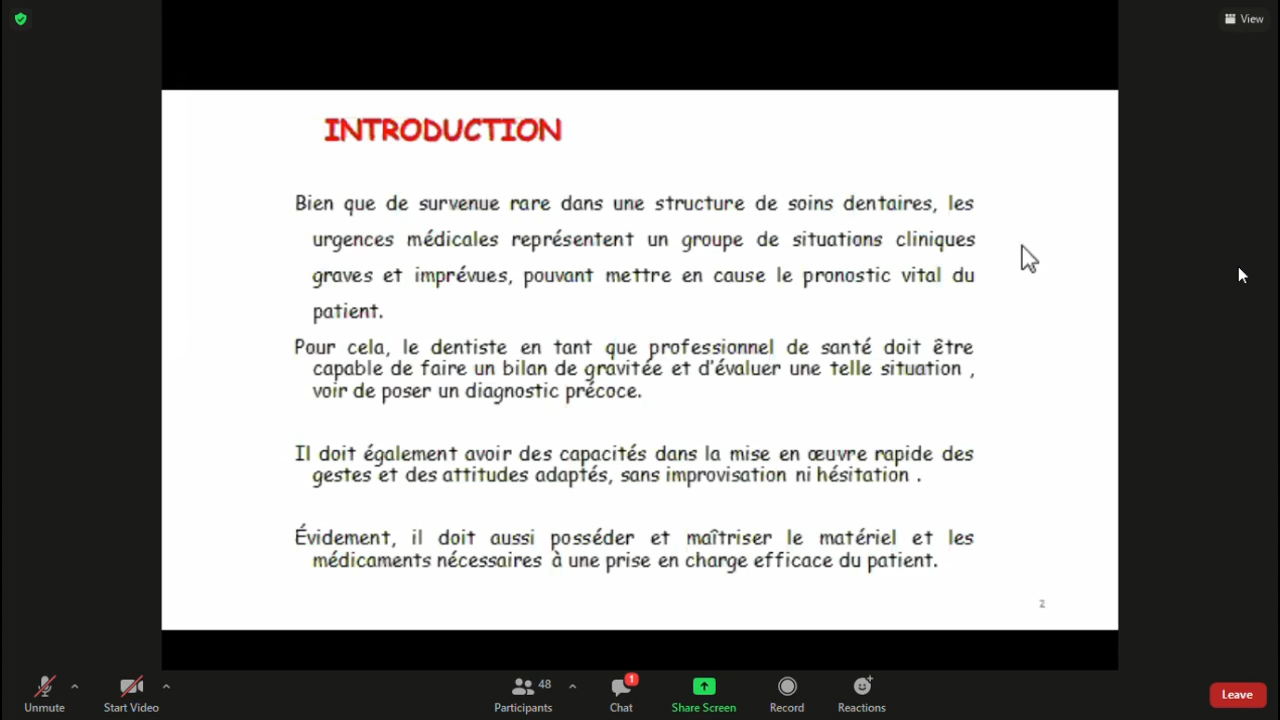 View
INTRODUCTION
Bien que de survenue rare dans une structure de soins dentaires, les
urgences médicales représentent un groupe de situations cliniques
graves et imprévues, pouvant mettre en cause le pronostic vital du
patient.
Pour cela, le dentiste en tant que professionnel de santé doit être
capable de faire un bilan de gravitée et d'évaluer une telle situation ,
voir de poser un diagnostic précoce.
Il doit également avoir des capacités dans la mise en œuvre rapide des
gestes et des attitudes adaptés, sans improvisation ni hésitation .
Évidement, il doit aussi posséder et maîtriser le matériel et les
médicaments nécessaires à une prise en charge efficace du patient.
2
48
1
Unmute
Start Video
Participants
Chat
Share Screen
Record
Reactions
Leave